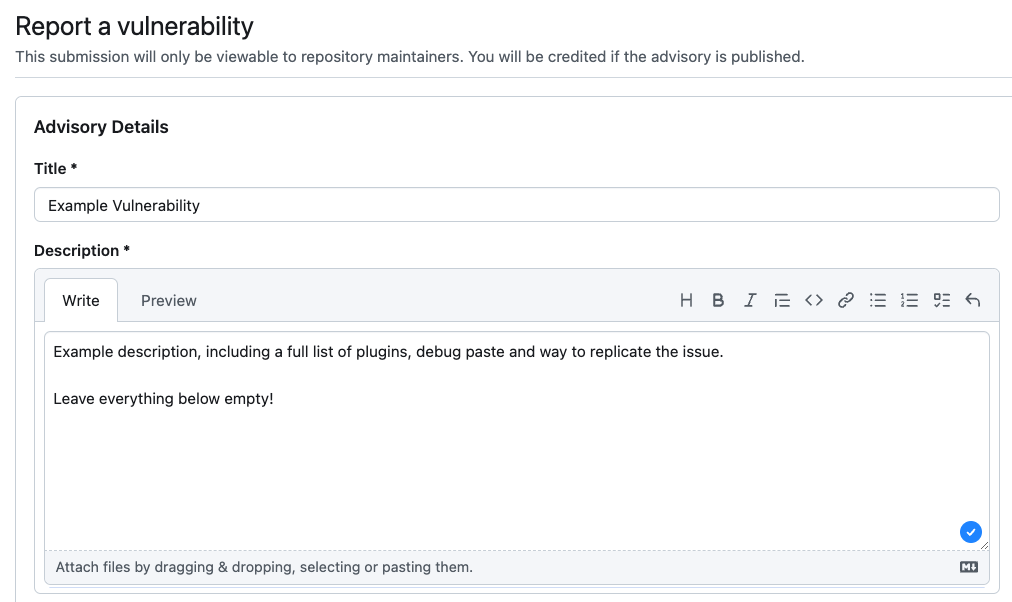 Report a vulnerability
This submission will only be viewable to repository maintainers. You will be credited if the advisory is published.
Advisory Details
Title *
Example Vulnerability
Description *
Write Preview H B I
Example description, including a full list of plugins, debug paste and way to replicate the issue.
Leave everything below empty!
Attach files by dragging & dropping, selecting or pasting them.